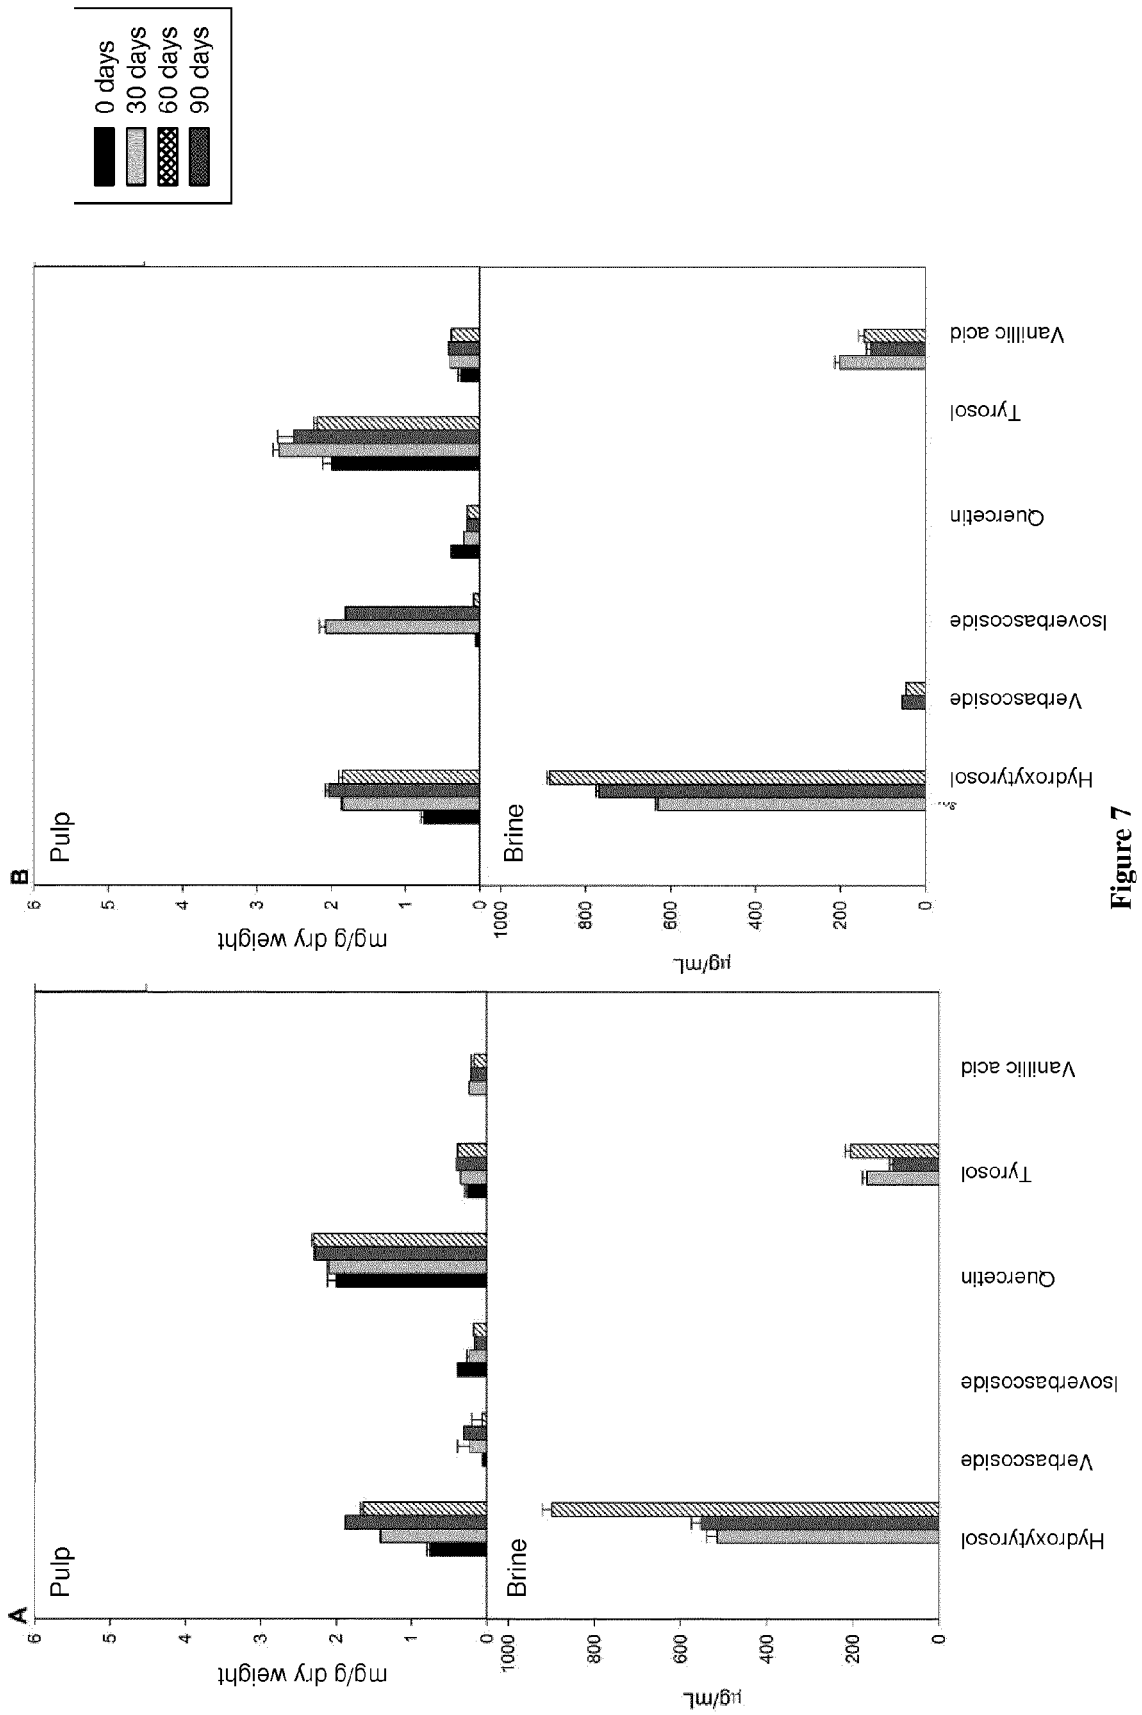 A
Pulp
6
5
4
3
2
1
0
mg/g dry weight
Brine
1000
800
600
400
200
0
µg/mL
Hydroxytyrosol
Verbascoside
Isoverbascoside
Quercetin
Tyrosol
Vanillic acid
B
Pulp
6
5
4
3
2
1
0
mg/g dry weight
Brine
1000
800
600
400
200
0
µg/mL
Hydroxytyrosol
Verbascoside
Isoverbascoside
Quercetin
Tyrosol
Vanillic acid
0 days
30 days
60 days
90 days
Figure 7